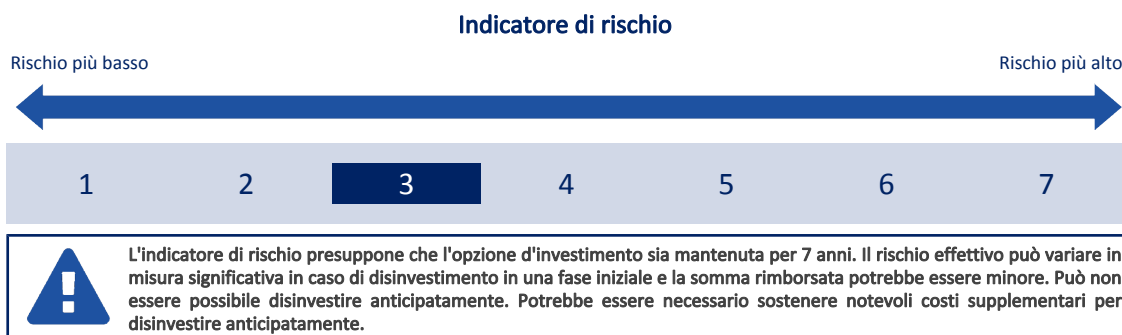 Indicatore di rischio
Rischio più basso
Rischio più alto
1 2 3 4 5 6 7
L'indicatore di rischio presuppone che l'opzione d'investimento sia mantenuta per 7 anni. Il rischio effettivo può variare in
misura significativa in caso di disinvestimento in una fase iniziale e la somma rimborsata potrebbe essere minore. Può non
essere possibile disinvestire anticipatamente. Potrebbe essere necessario sostenere notevoli costi supplementari per
disinvestire anticipatamente.